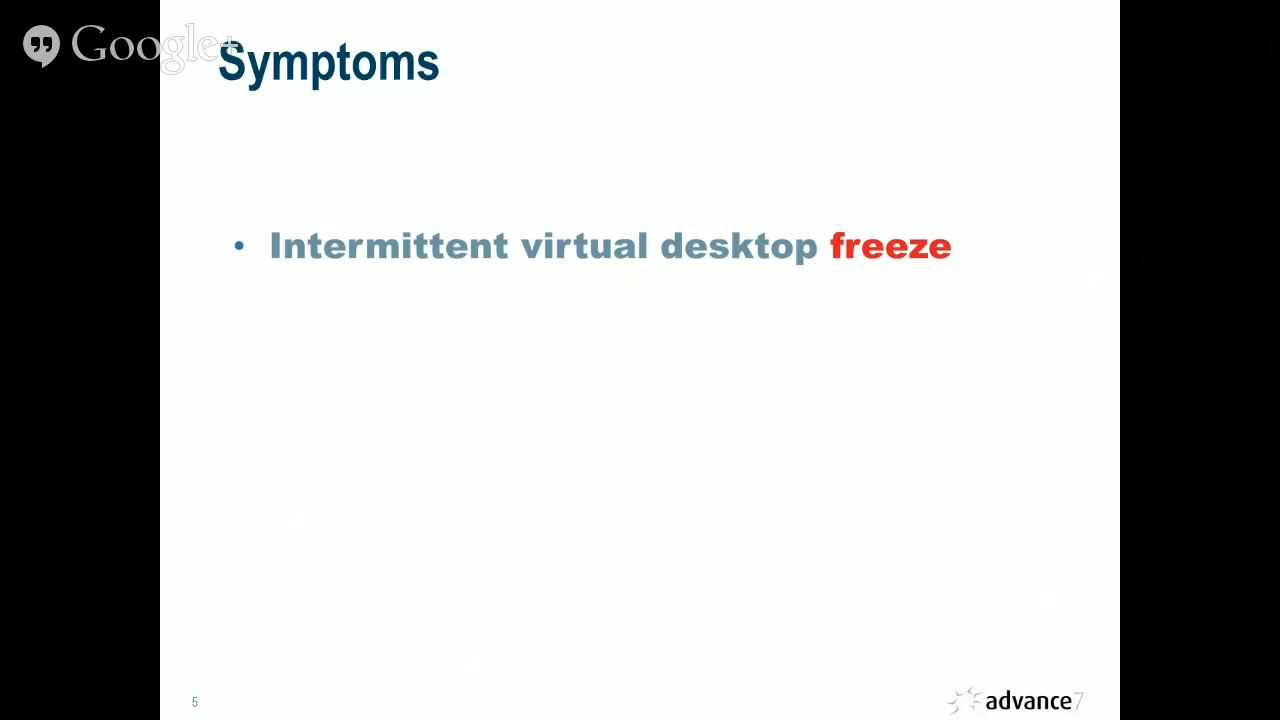 Google+
Symptoms
• Intermittent virtual desktop freeze
5
advance7